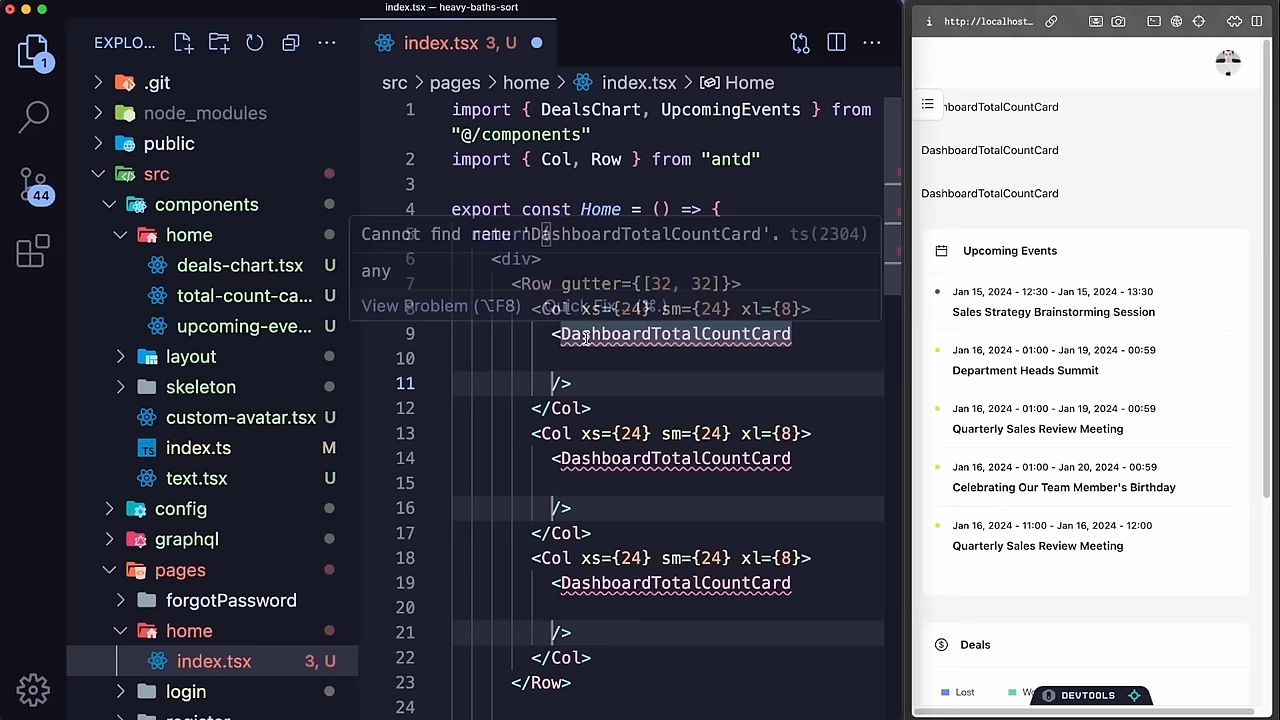 index.tsx — heavy-baths-sort
EXPLO...
.git
node_modules
public
src
components
home
deals-chart.tsx U
total-count-ca... U
upcoming-eve... U
layout
skeleton
custom-avatar.tsx U
index.ts M
text.tsx U
config
graphql
pages
forgotPassword
home
index.tsx 3, U
login
register
1
44
index.tsx 3, U
src > pages > home > index.tsx > Home
1 import { DealsChart, UpcomingEvents } from
"@/components"
2 import { Col, Row } from "antd"
3
4 export const Home = () => {
5 return (
Cannot find name 'DashboardTotalCountCard'. ts(2304)
any
View Problem (⌥F8) Quick Fix... (⌘.)
6 <div>
7 <Row gutter={[32, 32]}>
8 <Col xs={24} sm={24} xl={8}>
9 <DashboardTotalCountCard
10
11 />
12 </Col>
13 <Col xs={24} sm={24} xl={8}>
14 <DashboardTotalCountCard
15
16 />
17 </Col>
18 <Col xs={24} sm={24} xl={8}>
19 <DashboardTotalCountCard
20
21 />
22 </Col>
23 </Row>
24
http://localhost...
hboardTotalCountCard
DashboardTotalCountCard
DashboardTotalCountCard
Upcoming Events
Jan 15, 2024 - 12:30 - Jan 15, 2024 - 13:30
Sales Strategy Brainstorming Session
Jan 16, 2024 - 01:00 - Jan 19, 2024 - 00:59
Department Heads Summit
Jan 16, 2024 - 01:00 - Jan 19, 2024 - 00:59
Quarterly Sales Review Meeting
Jan 16, 2024 - 01:00 - Jan 20, 2024 - 00:59
Celebrating Our Team Member's Birthday
Jan 16, 2024 - 11:00 - Jan 16, 2024 - 12:00
Quarterly Sales Review Meeting
Deals
Lost
DEVTOOLS